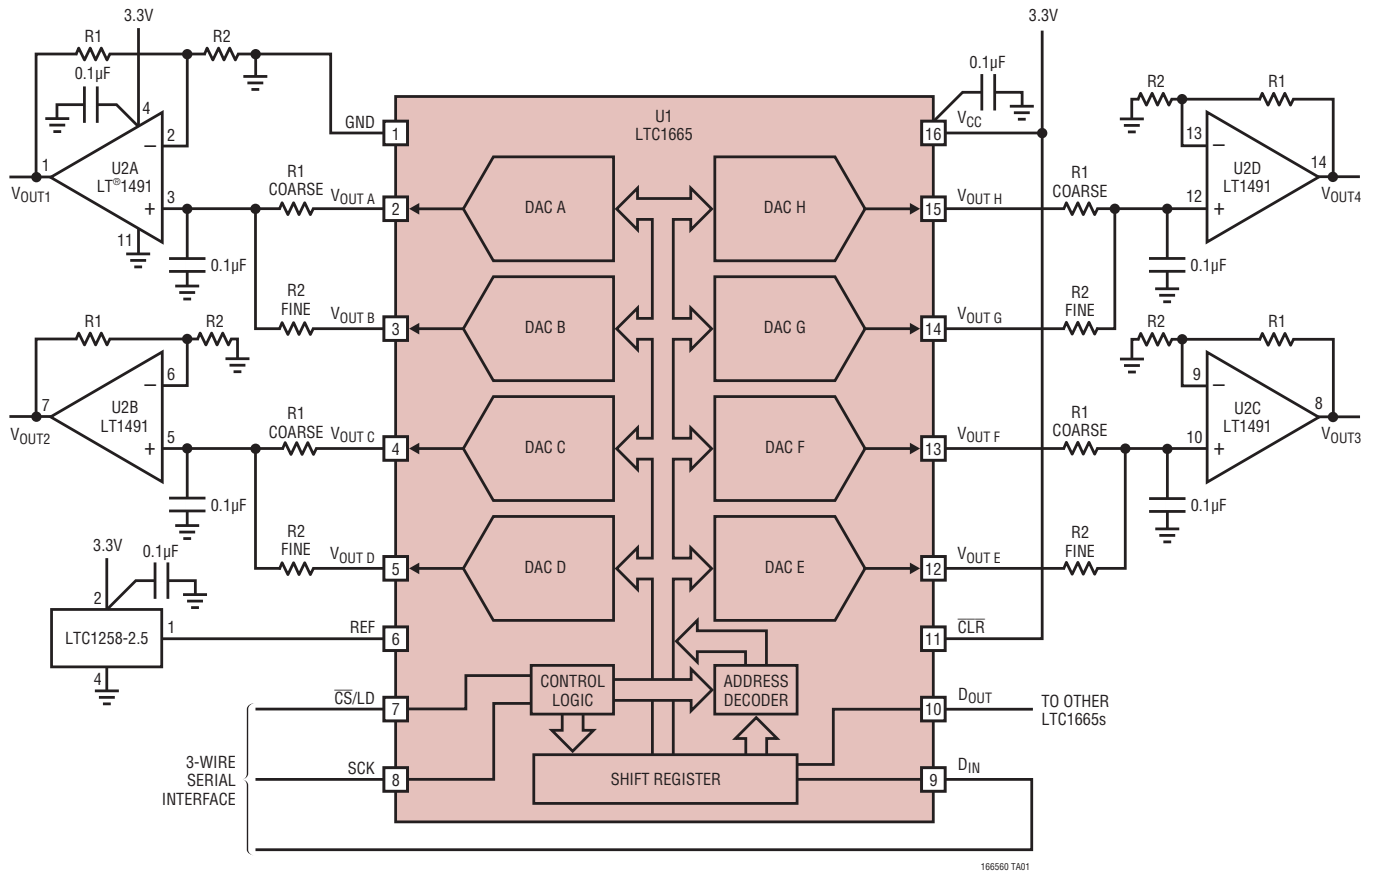 3.3V
R1
R2
0.1µF
4
2
–
U2A
LT®1491
1
VOUT1
3
+
11
0.1µF
R1
COARSE
R2
FINE
GND
1
VOUT A
2
VOUT B
3
R1
R2
6
–
U2B
LT1491
7
VOUT2
5
+
0.1µF
R1
COARSE
R2
FINE
VOUT C
4
VOUT D
5
3.3V
0.1µF
2
LTC1258-2.5
1
4
REF
6
CS/LD
7
3-WIRE
SERIAL
INTERFACE
SCK
8
U1
LTC1665
DAC A
DAC H
DAC B
DAC G
DAC C
DAC F
DAC D
DAC E
CONTROL
LOGIC
ADDRESS
DECODER
SHIFT REGISTER
3.3V
0.1µF
16
VCC
15
VOUT H
14
VOUT G
13
VOUT F
12
VOUT E
11
CLR
10
DOUT
TO OTHER
LTC1665s
9
DIN
R1
COARSE
R2
FINE
0.1µF
R2
R1
13
–
U2D
LT1491
14
VOUT4
12
+
R1
COARSE
R2
FINE
0.1µF
R2
R1
9
–
U2C
LT1491
8
VOUT3
10
+
166560 TA01